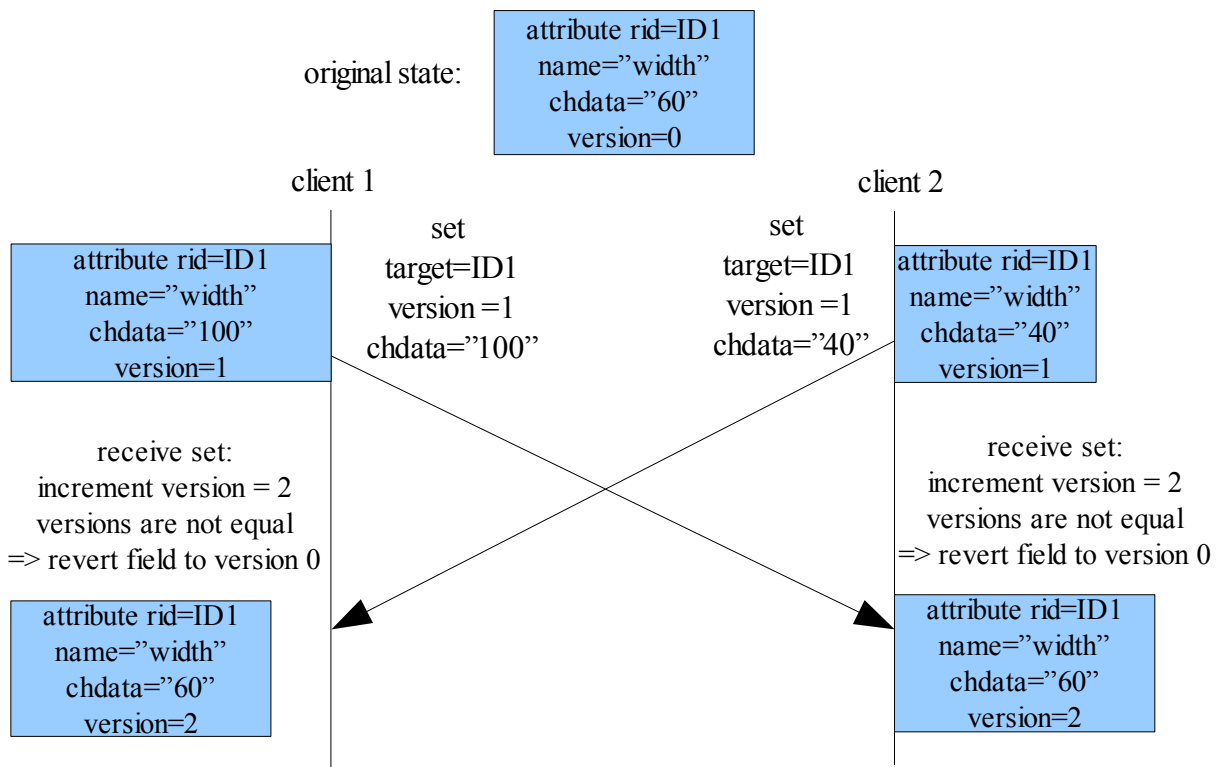 attribute rid=ID1
name=”width”
chdata=”60”
version=0
original state:
client 1
client 2
set
target=ID1
version =1
chdata=”100”
set
target=ID1
version =1
chdata=”40”
attribute rid=ID1
name=”width”
chdata=”100”
version=1
attribute rid=ID1
name=”width”
chdata=”40”
version=1
receive set:
increment version = 2
versions are not equal
=> revert field to version 0
receive set:
increment version = 2
versions are not equal
=> revert field to version 0
attribute rid=ID1
name=”width”
chdata=”60”
version=2
attribute rid=ID1
name=”width”
chdata=”60”
version=2